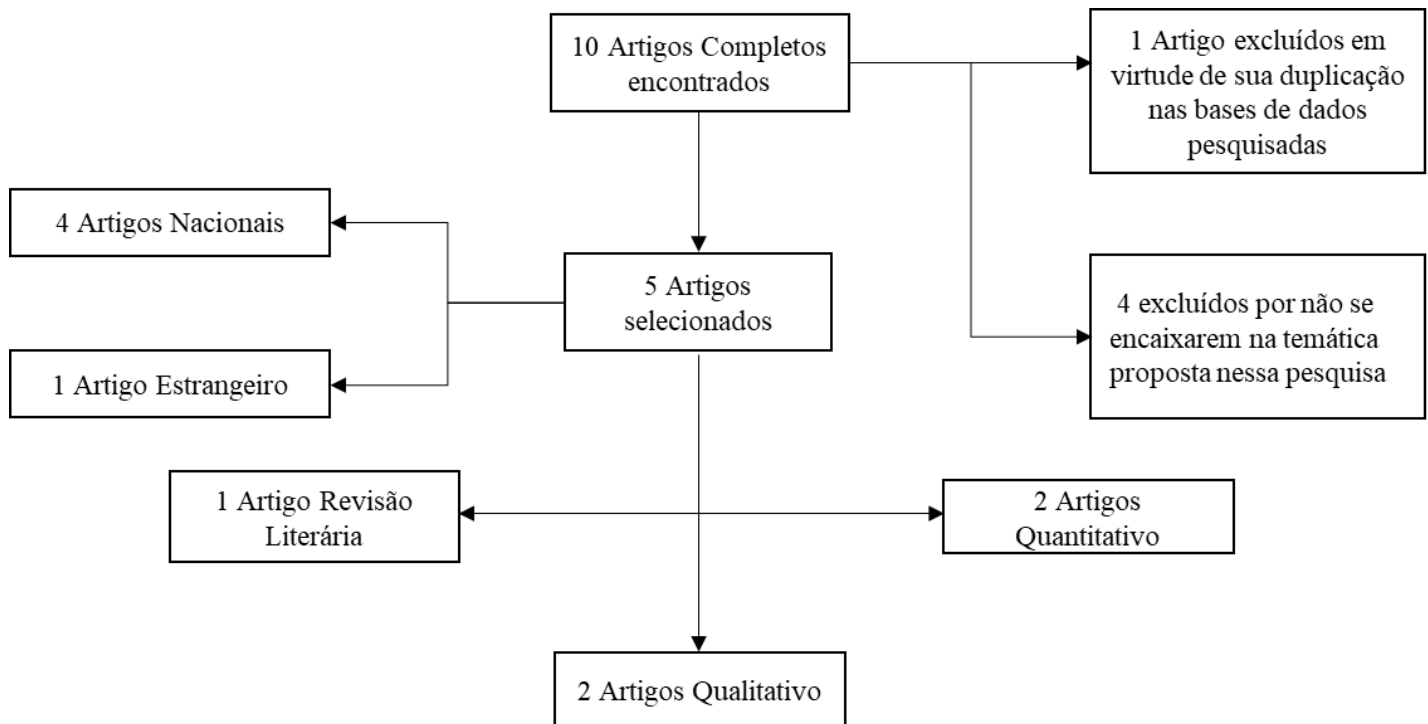 10 Artigos Completos
encontrados
1 Artigo excluídos em
virtude de sua duplicação
nas bases de dados
pesquisadas
4 Artigos Nacionais
5 Artigos
selecionados
4 excluídos por não se
encaixarem na temática
proposta nessa pesquisa
1 Artigo Estrangeiro
1 Artigo Revisão
Literária
2 Artigos
Quantitativo
2 Artigos Qualitativo